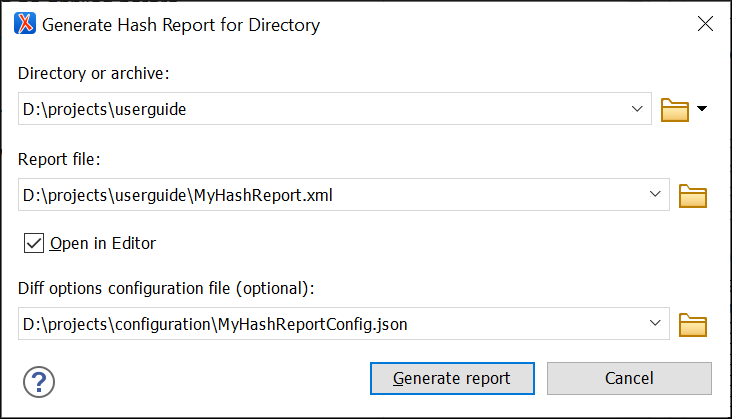 Generate Hash Report for Directory
Directory or archive:
D:\projects\userguide
Report file:
D:\projects\userguide\MyHashReport.xml
Open in Editor
Diff options configuration file (optional):
D:\projects\configuration\MyHashReportConfig.json
?
Generate report
Cancel